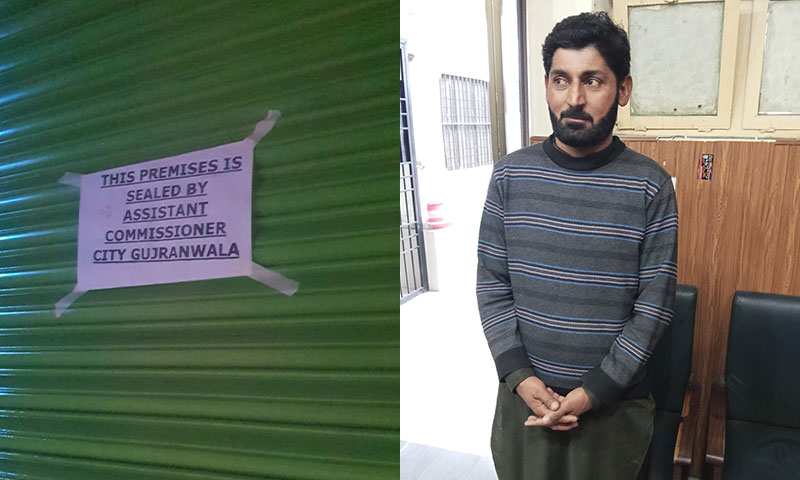 THIS PREMISES IS
SEALED BY
ASSISTANT
COMMISSIONER
CITY GUJRANWALA